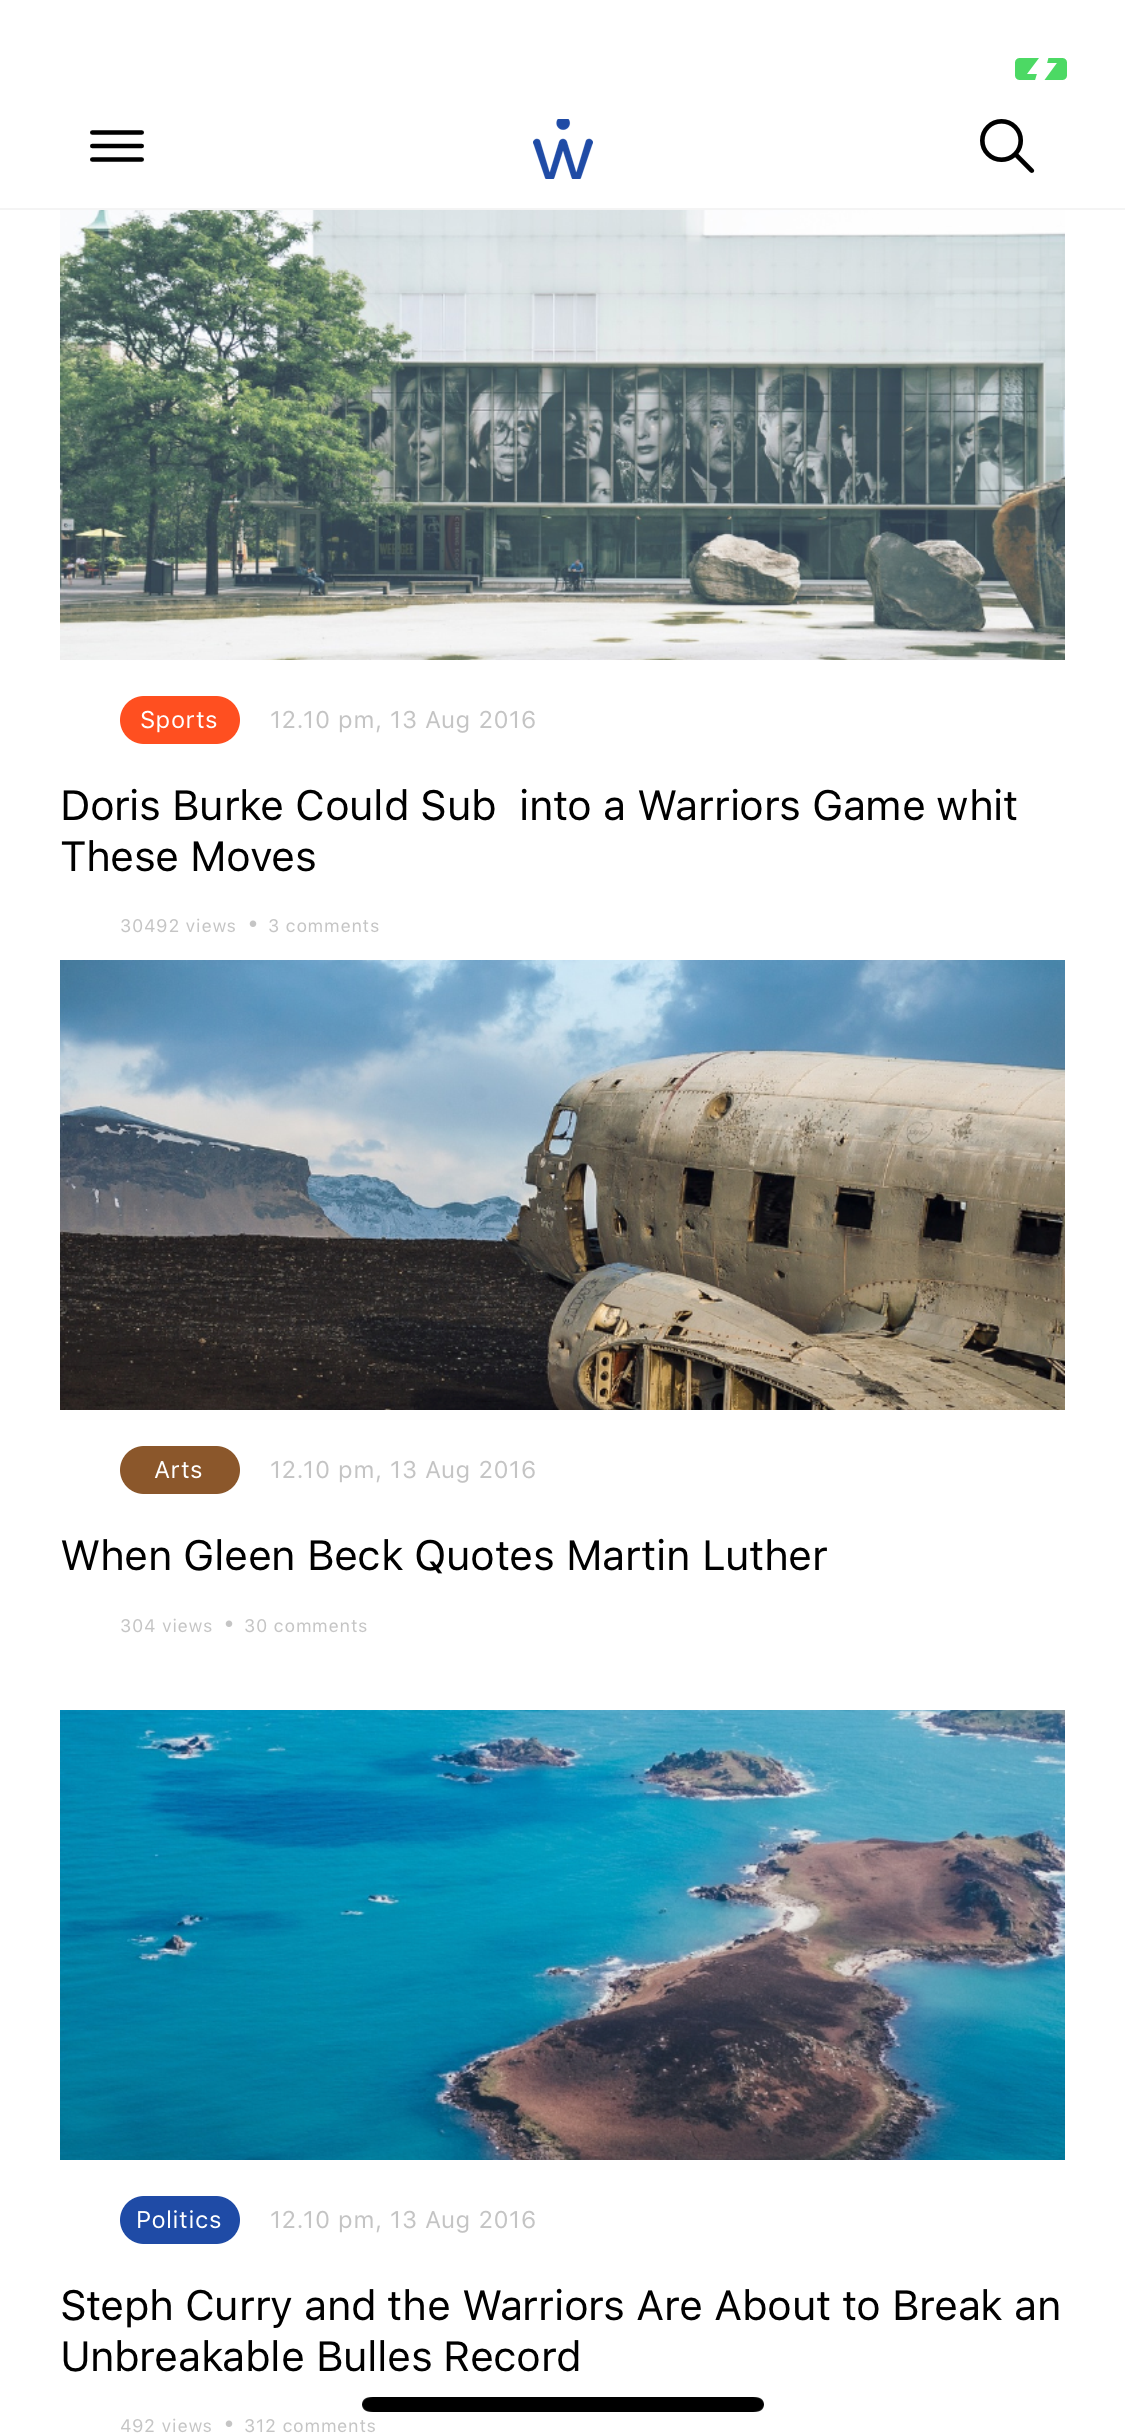 Sports 12.10 pm, 13 Aug 2016
Doris Burke Could Sub  into a Warriors Game whit
These Moves
30492 views • 3 comments
Arts 12.10 pm, 13 Aug 2016
When Gleen Beck Quotes Martin Luther
304 views • 30 comments
Politics 12.10 pm, 13 Aug 2016
Steph Curry and the Warriors Are About to Break an
Unbreakable Bulles Record
492 views • 312 comments